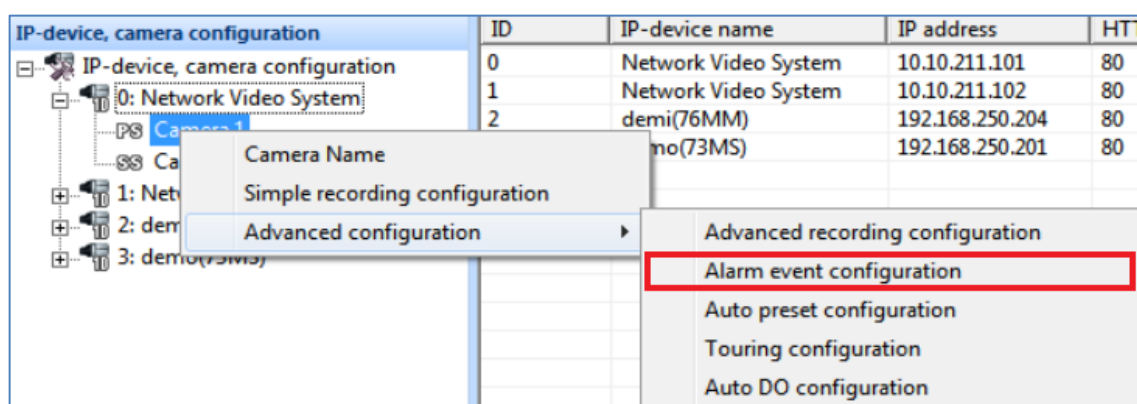 IP-device, camera configuration
ID IP-device name IP address
IP-device, camera configuration
0 Network Video System 10.10.211.101 80
0: Network Video System
1 Network Video System 10.10.211.102 80
PS Camera 1
2 demi(76MM) 192.168.250.204 80
mo(73MS) 192.168.250.201 80
SS Ca
Camera Name
1: Net
Simple recording configuration
2: dem
Advanced configuration
Advanced recording configuration
3: demo(73MS)
Alarm event configuration
Auto preset configuration
Touring configuration
Auto DO configuration